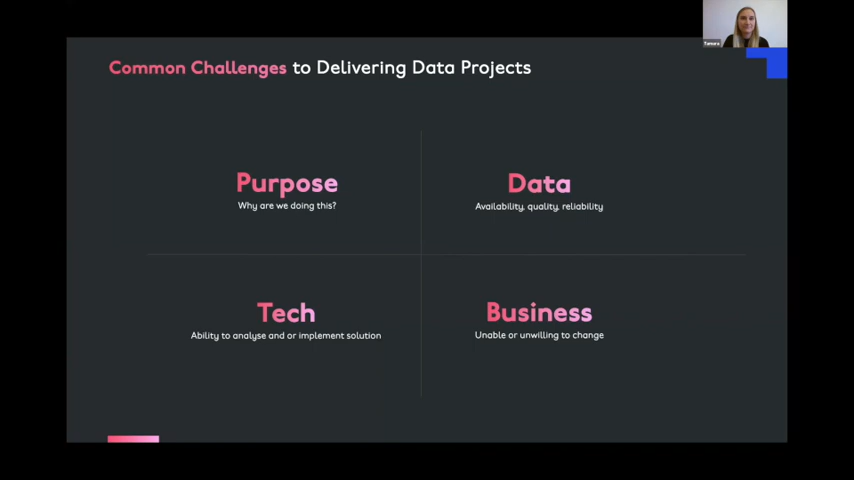 Tamara
Common Challenges to Delivering Data Projects
Purpose
Why are we doing this?
Data
Availability, quality, reliability
Tech
Ability to analyse and or implement solution
Business
Unable or unwilling to change